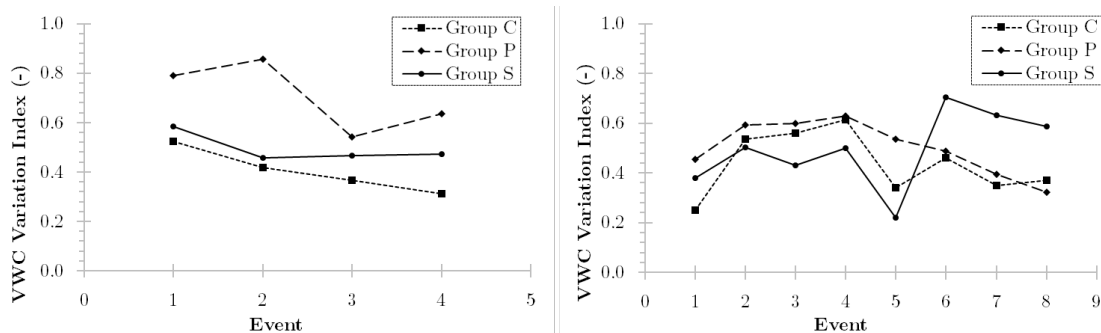 VWC Variation Index (-)
1.0
0.8
0.6
0.4
0.2
0.0
0 1 2 3 4 5
Event
Group C
Group P
Group S
VWC Variation Index (-)
1.0
0.8
0.6
0.4
0.2
0.0
0 1 2 3 4 5 6 7 8 9
Event
Group C
Group P
Group S